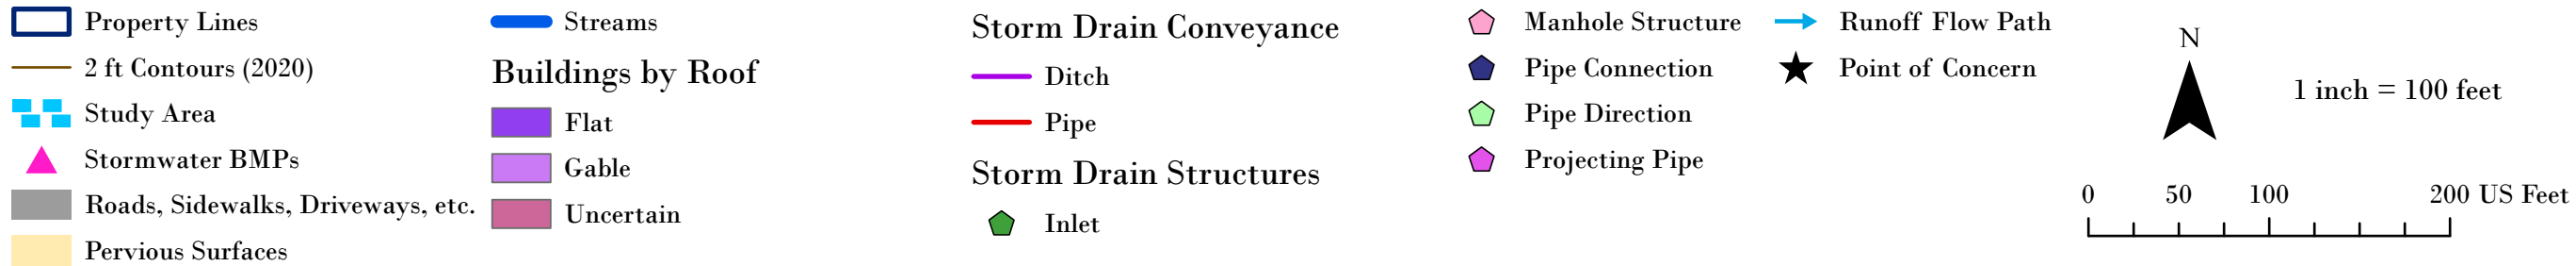 Property Lines
2 ft Contours (2020)
Study Area
Stormwater BMPs
Roads, Sidewalks, Driveways, etc.
Pervious Surfaces
Streams
Buildings by Roof
Flat
Gable
Uncertain
Storm Drain Conveyance
Ditch
Pipe
Storm Drain Structures
Inlet
Manhole Structure
Pipe Connection
Pipe Direction
Projecting Pipe
Runoff Flow Path
Point of Concern
N
1 inch = 100 feet
0 50 100 200 US Feet